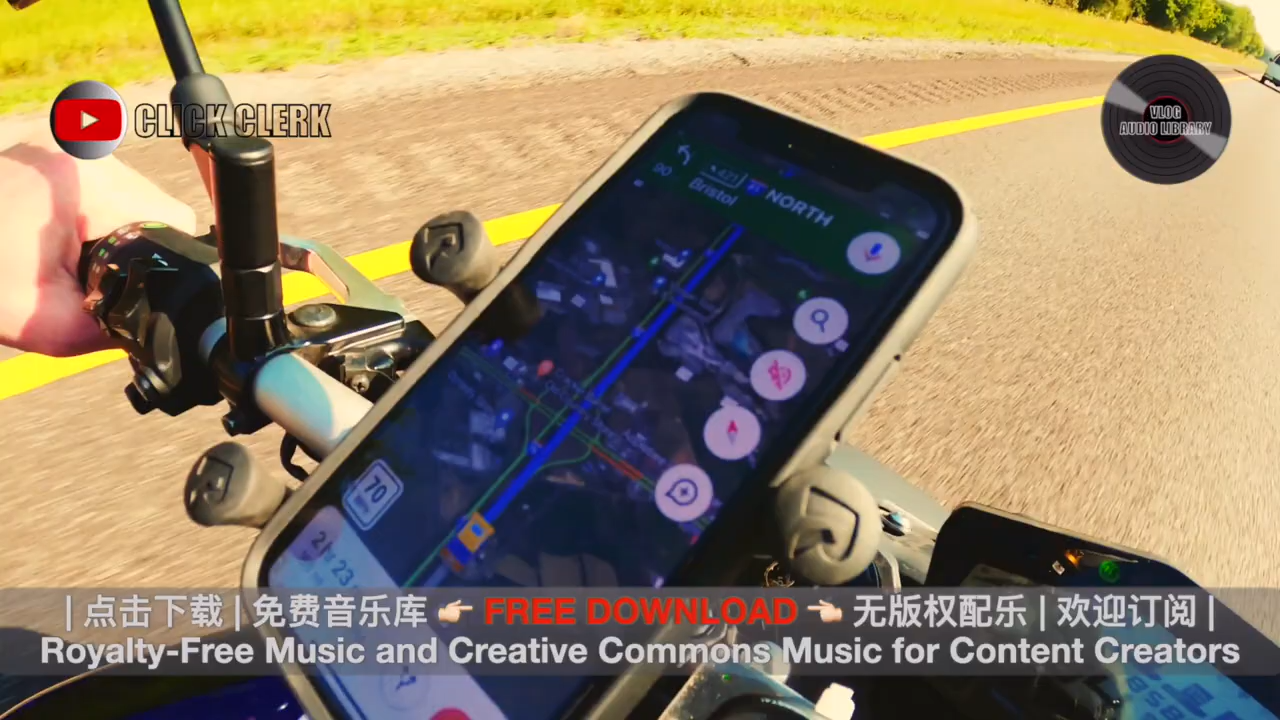 CLICK CLERK
VLOG
AUDIO LIBRARY
421
NORTH
Bristol
90
70
| 点击下载 | 免费音乐库 👉🏻 FREE DOWNLOAD 👈🏻 无版权配乐 | 欢迎订阅 |
Royalty-Free Music and Creative Commons Music for Content Creators